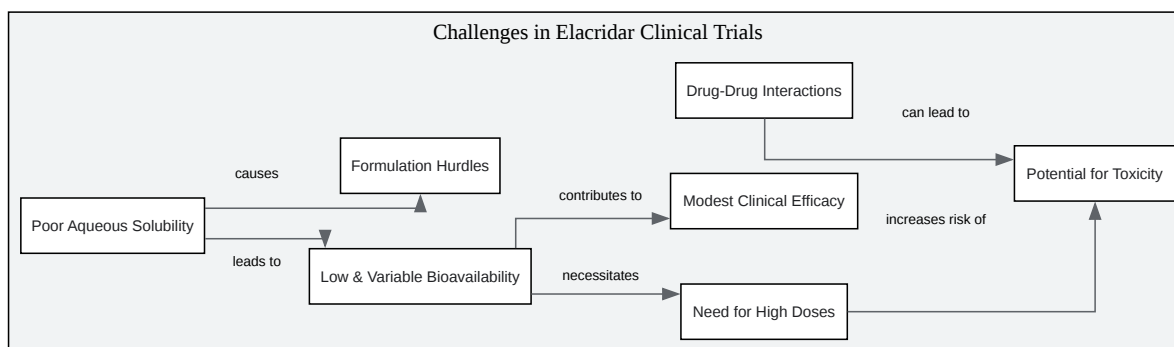 Challenges in Elacridar Clinical Trials
Drug-Drug Interactions
can lead to
Formulation Hurdles
Potential for Toxicity
causes
contributes to
Modest Clinical Efficacy
Poor Aqueous Solubility
increases risk of
leads to
Low & Variable Bioavailability
necessitates
Need for High Doses